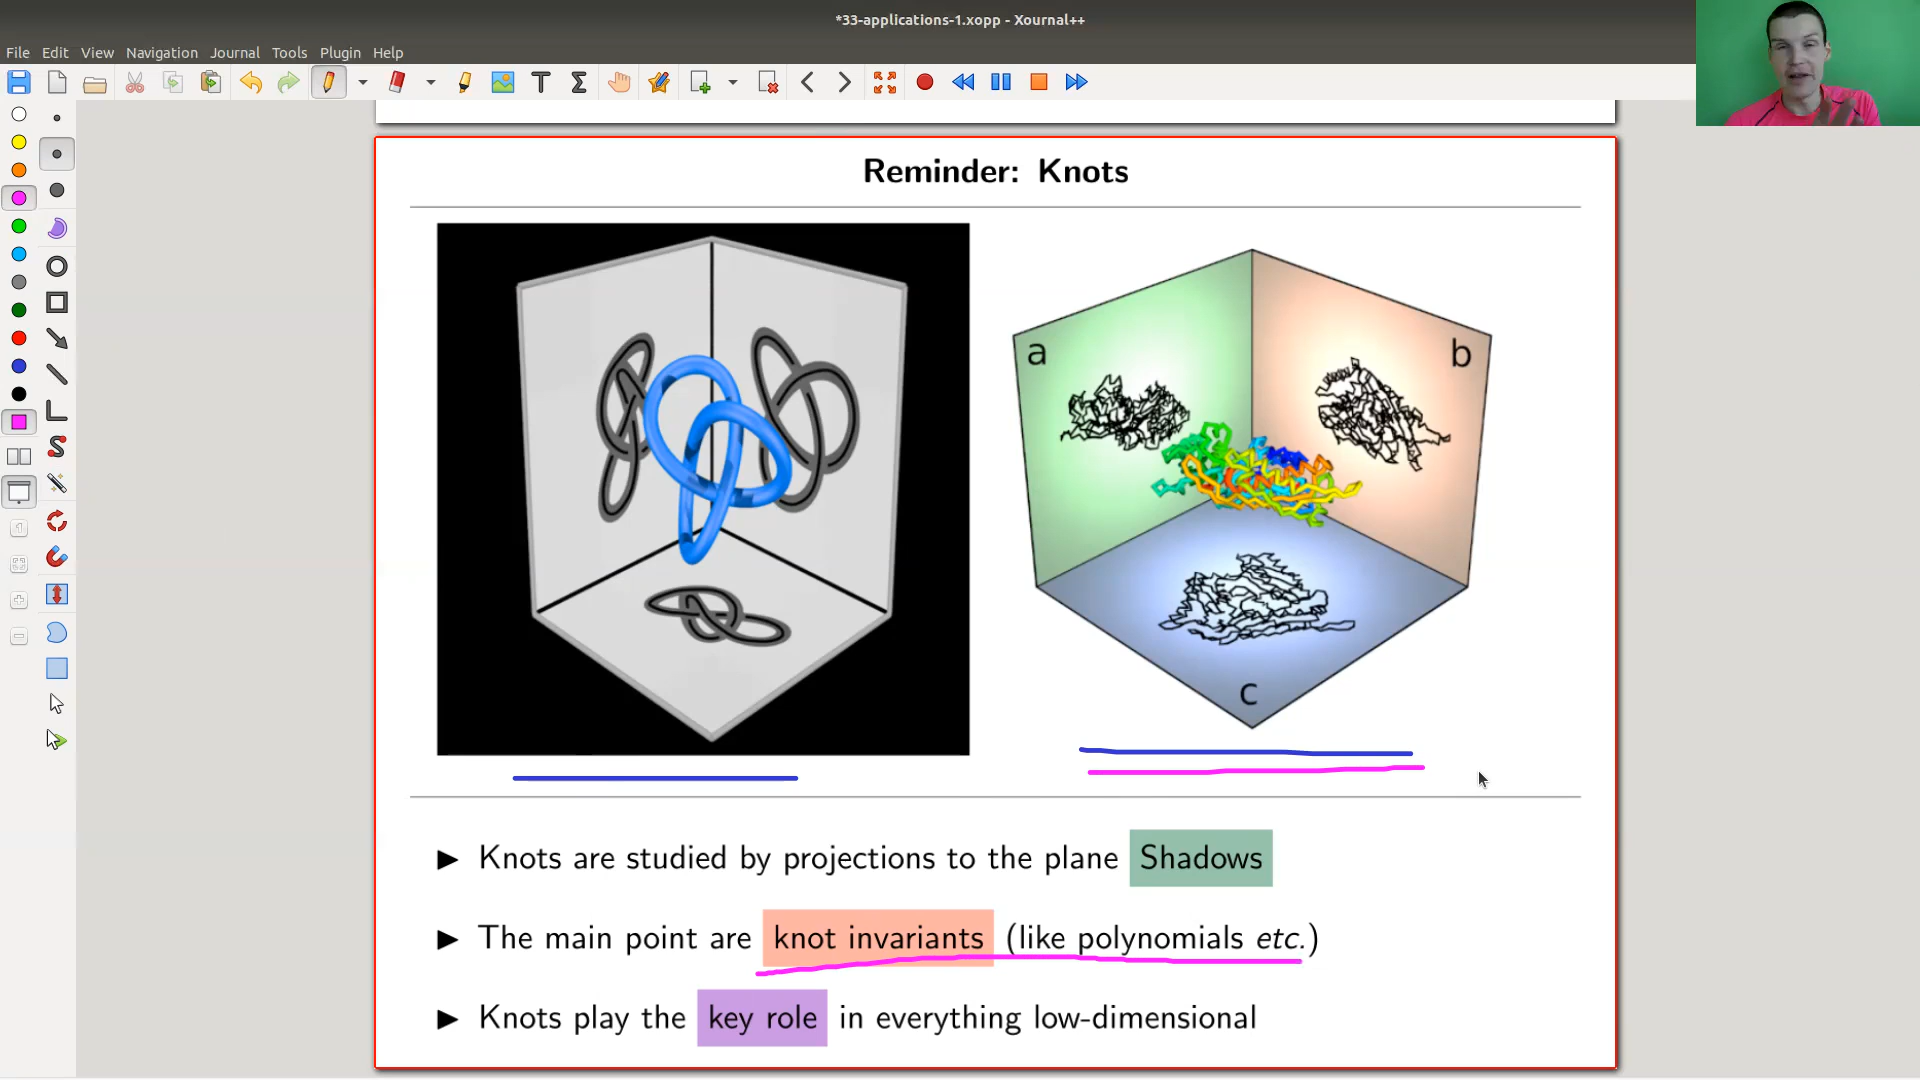 *33-applications-1.xopp - Xournal++
File Edit View Navigation Journal Tools Plugin Help
Reminder: Knots
a
b
c
▶ Knots are studied by projections to the plane Shadows
▶ The main point are knot invariants (like polynomials etc.)
▶ Knots play the key role in everything low-dimensional